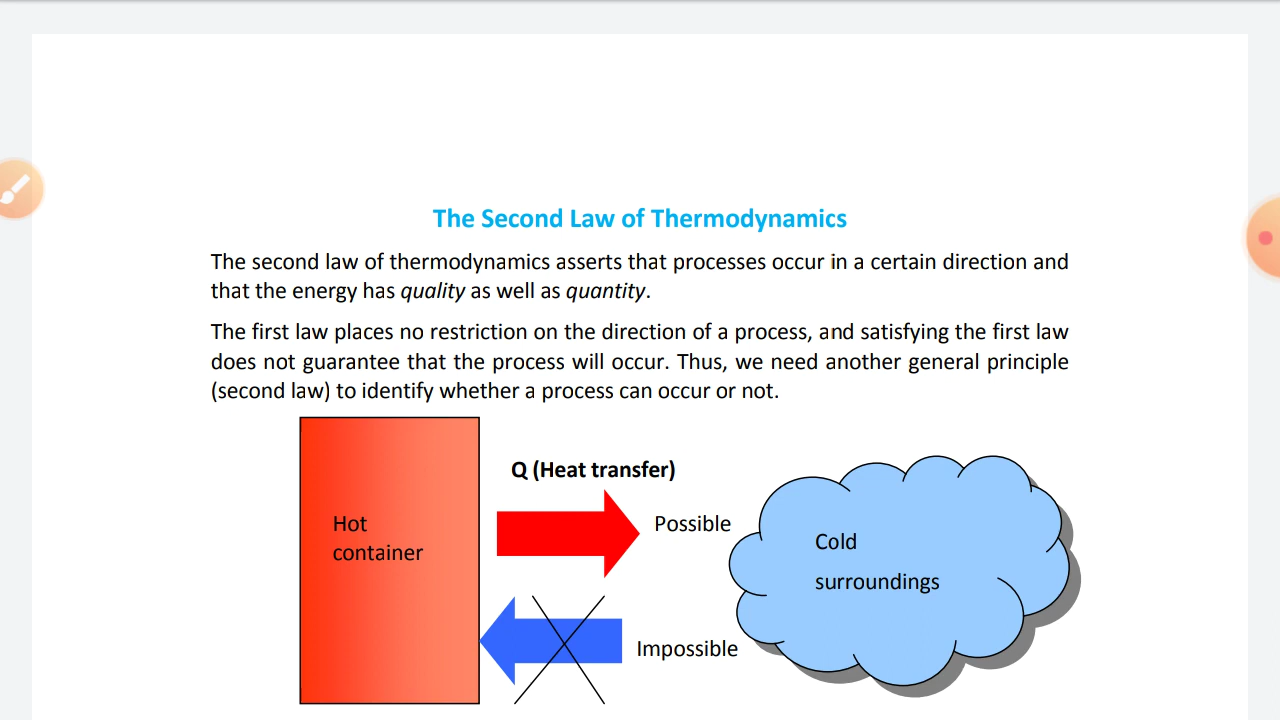 The Second Law of Thermodynamics
The second law of thermodynamics asserts that processes occur in a certain direction and
that the energy has quality as well as quantity.
The first law places no restriction on the direction of a process, and satisfying the first law
does not guarantee that the process will occur. Thus, we need another general principle
(second law) to identify whether a process can occur or not.
Q (Heat transfer)
Hot
container
Possible
Cold
surroundings
Impossible